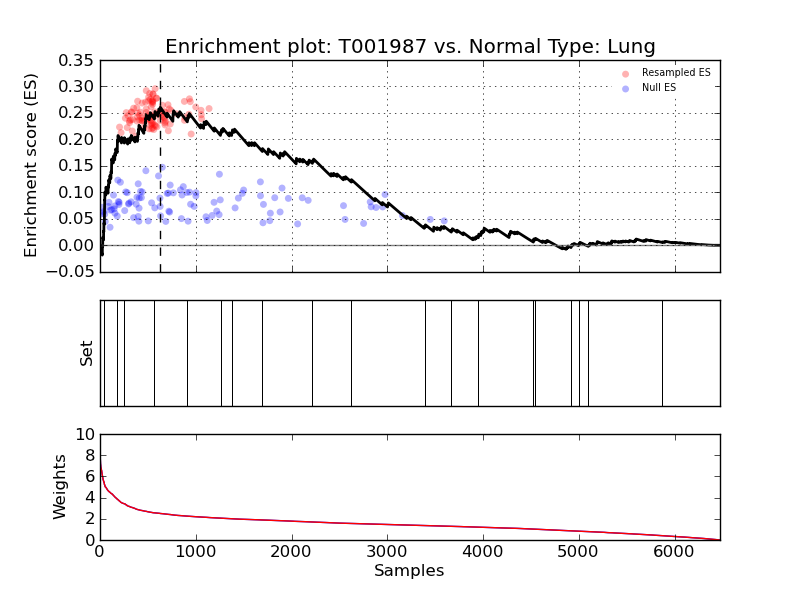 Enrichment plot: T001987 vs. Normal Type: Lung
0.35
0.30
0.25
0.20
0.15
0.10
0.05
0.00
−0.05
Enrichment score (ES)
Resampled ES
Null ES
Set
10
8
6
4
2
0
Weights
0 1000 2000 3000 4000 5000 6000
Samples